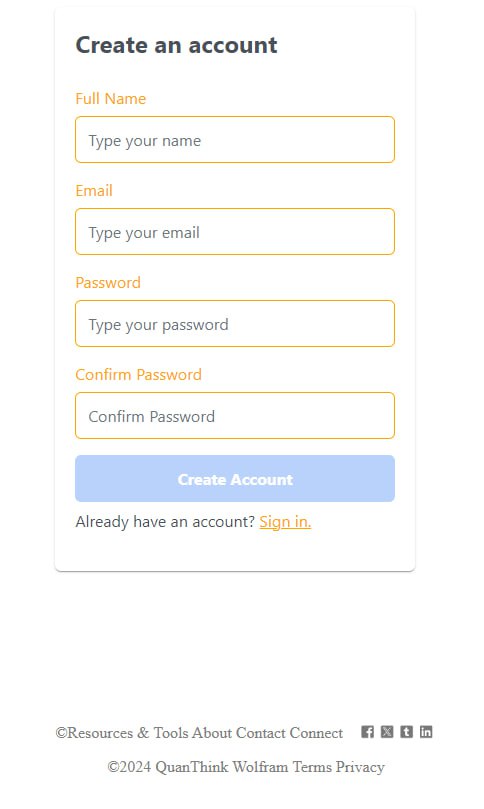 Create an account
Full Name
Type your name
Email
Type your email
Password
Type your password
Confirm Password
Confirm Password
Create Account
Already have an account? Sign in.
©Resources & Tools About Contact Connect
©2024 QuanThink Wolfram Terms Privacy